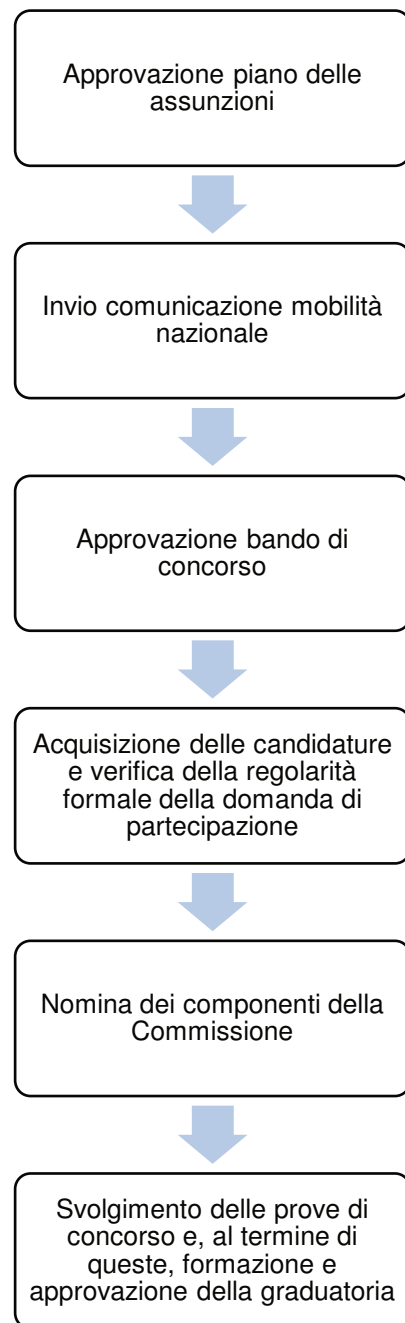 Approvazione piano delle
assunzioni
Invio comunicazione mobilità
nazionale
Approvazione bando di
concorso
Acquisizione delle candidature
e verifica della regolarità
formale della domanda di
partecipazione
Nomina dei componenti della
Commissione
Svolgimento delle prove di
concorso e, al termine di
queste, formazione e
approvazione della graduatoria